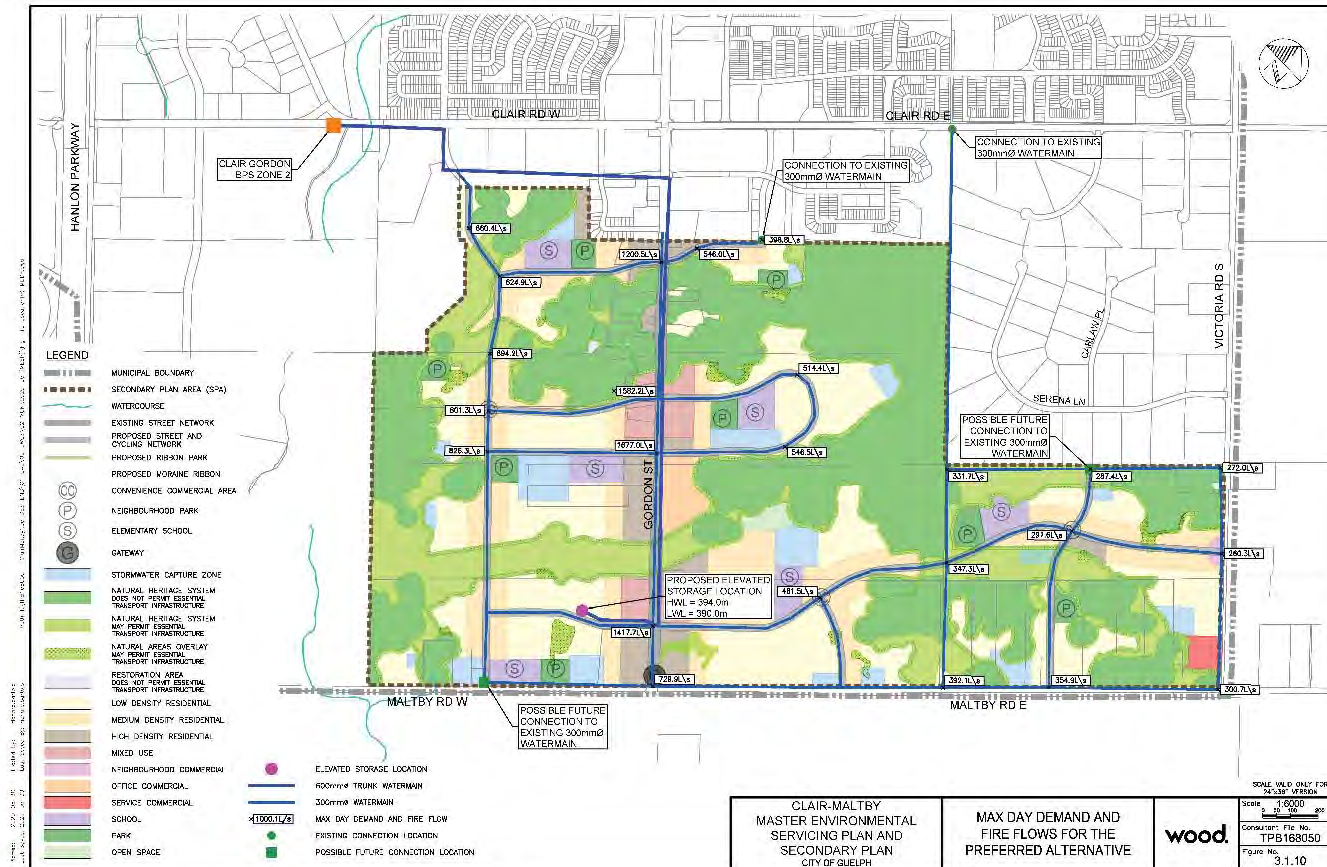 CLAIR RD W
CLAIR RD E
HANLON PARKWAY
CLAIR GORDON
BPS ZONE 2
CONNECTION TO EXISTING
300mmØ WATERMAIN
CONNECTION TO EXISTING
300mmØ WATERMAIN
VICTORIA RD S
CARLAW PL
SERENA LN
GORDON ST
660.4L\s
1200.5L\s
546.0L\s
398.8L\s
624.9L\s
694.2L\s
1582.2L\s
514.4L\s
601.3L\s
1677.0L\s
546.5L\s
POSSIBLE FUTURE
CONNECTION TO
EXISTING 300mmØ
WATERMAIN
331.7L\s
287.4L\s
272.0L\s
297.6L\s
260.3L\s
347.3L\s
PROPOSED ELEVATED
STORAGE LOCATION
HWL = 394.0m
LWL = 390.0m
481.5L\s
1417.7L\s
728.9L\s
392.1L\s
354.9L\s
300.7L\s
MALTBY RD W
MALTBY RD E
POSSIBLE FUTURE
CONNECTION TO
EXISTING 300mmØ
WATERMAIN
S
P
P
P
P
S
P
S
S
P
S
P
S
P
LEGEND
MUNICIPAL BOUNDARY
SECONDARY PLAN AREA (SPA)
WATERCOURSE
EXISTING STREET NETWORK
PROPOSED STREET AND
CYCLING NETWORK
PROPOSED RIBBON PARK
PROPOSED MORAINE RIBBON
CC CONVENIENCE COMMERCIAL AREA
P NEIGHBOURHOOD PARK
S ELEMENTARY SCHOOL
G GATEWAY
STORMWATER CAPTURE ZONE
NATURAL HERITAGE SYSTEM
DOES NOT PERMIT ESSENTIAL
TRANSPORT INFRASTRUCTURE
NATURAL HERITAGE SYSTEM
MAY PERMIT ESSENTIAL
TRANSPORT INFRASTRUCTURE
NATURAL AREAS OVERLAY
MAY PERMIT ESSENTIAL
TRANSPORT INFRASTRUCTURE
RESTORATION AREA
DOES NOT PERMIT ESSENTIAL
TRANSPORT INFRASTRUCTURE
LOW DENSITY RESIDENTIAL
MEDIUM DENSITY RESIDENTIAL
HIGH DENSITY RESIDENTIAL
MIXED USE
NEIGHBOURHOOD COMMERCIAL
OFFICE COMMERCIAL
SERVICE COMMERCIAL
SCHOOL
PARK
OPEN SPACE
ELEVATED STORAGE LOCATION
600mmØ TRUNK WATERMAIN
300mmØ WATERMAIN
×1000.1L/s MAX DAY DEMAND AND FIRE FLOW
EXISTING CONNECTION LOCATION
POSSIBLE FUTURE CONNECTION LOCATION
CLAIR-MALTBY
MASTER ENVIRONMENTAL
SERVICING PLAN AND
SECONDARY PLAN
CITY OF GUELPH
MAX DAY DEMAND AND
FIRE FLOWS FOR THE
PREFERRED ALTERNATIVE
wood.
SCALE VALID ONLY FOR
24"x36" VERSION
Scale 1:6000
Consultant File No.
TPB168050
Figure No.
3.1.10